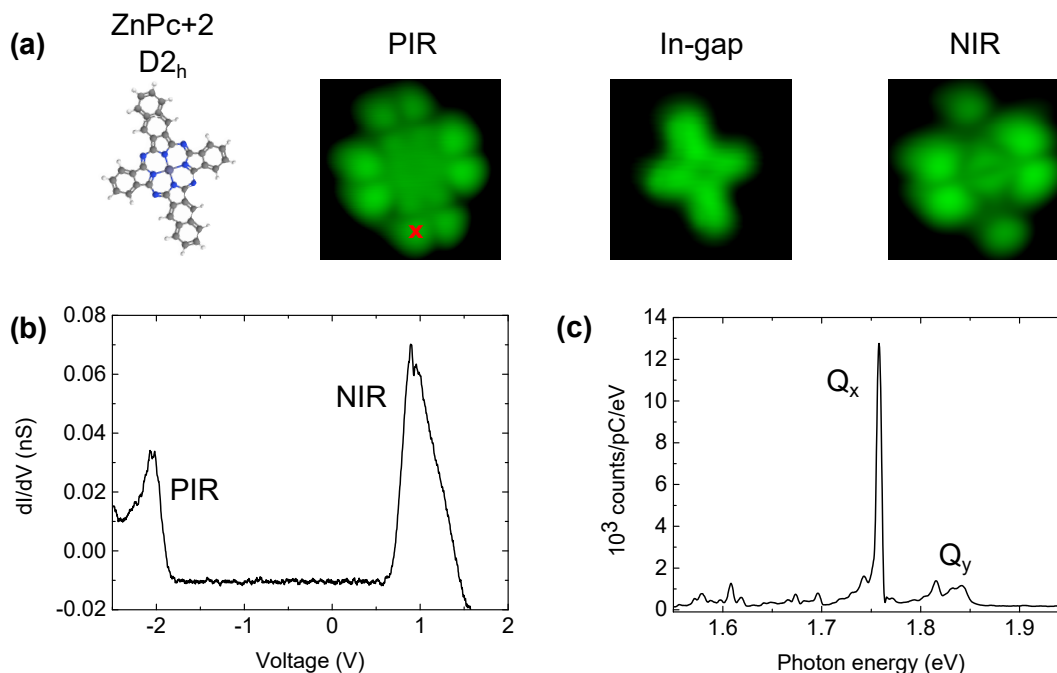 (a)
ZnPc+2
D2h
PIR
In-gap
NIR
x
(b)
dI/dV (nS)
0.08
0.06
0.04
0.02
0.00
-0.02
PIR
NIR
-2
-1
0
1
2
Voltage (V)
(c)
10³ counts/pC/eV
14
12
10
8
6
4
2
0
Qx
Qy
1.6
1.7
1.8
1.9
Photon energy (eV)